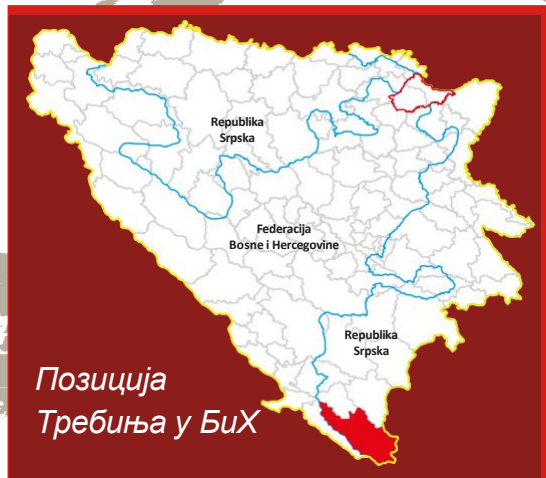 Republika
Srpska
Federacija
Bosne i Hercegovine
Republika
Srpska
Позиција
Требиња у БиХ